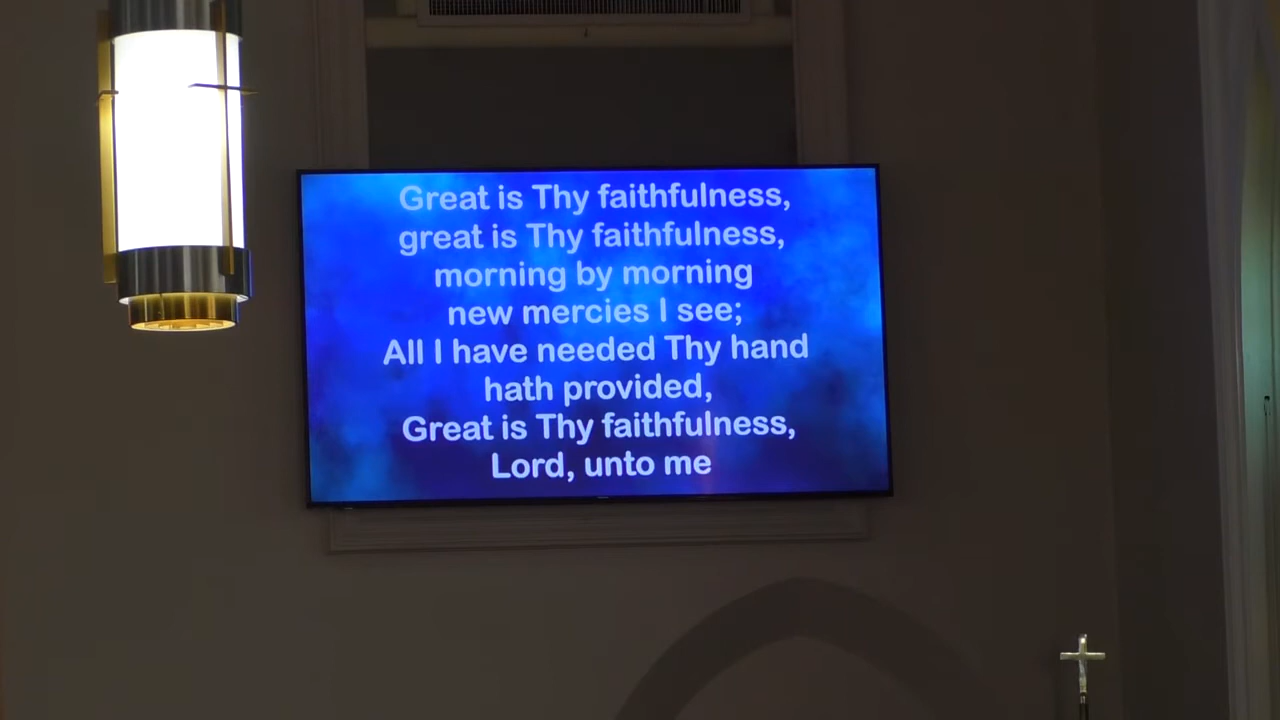 Great is Thy faithfulness,
great is Thy faithfulness,
morning by morning
new mercies I see;
All I have needed Thy hand
hath provided,
Great is Thy faithfulness,
Lord, unto me